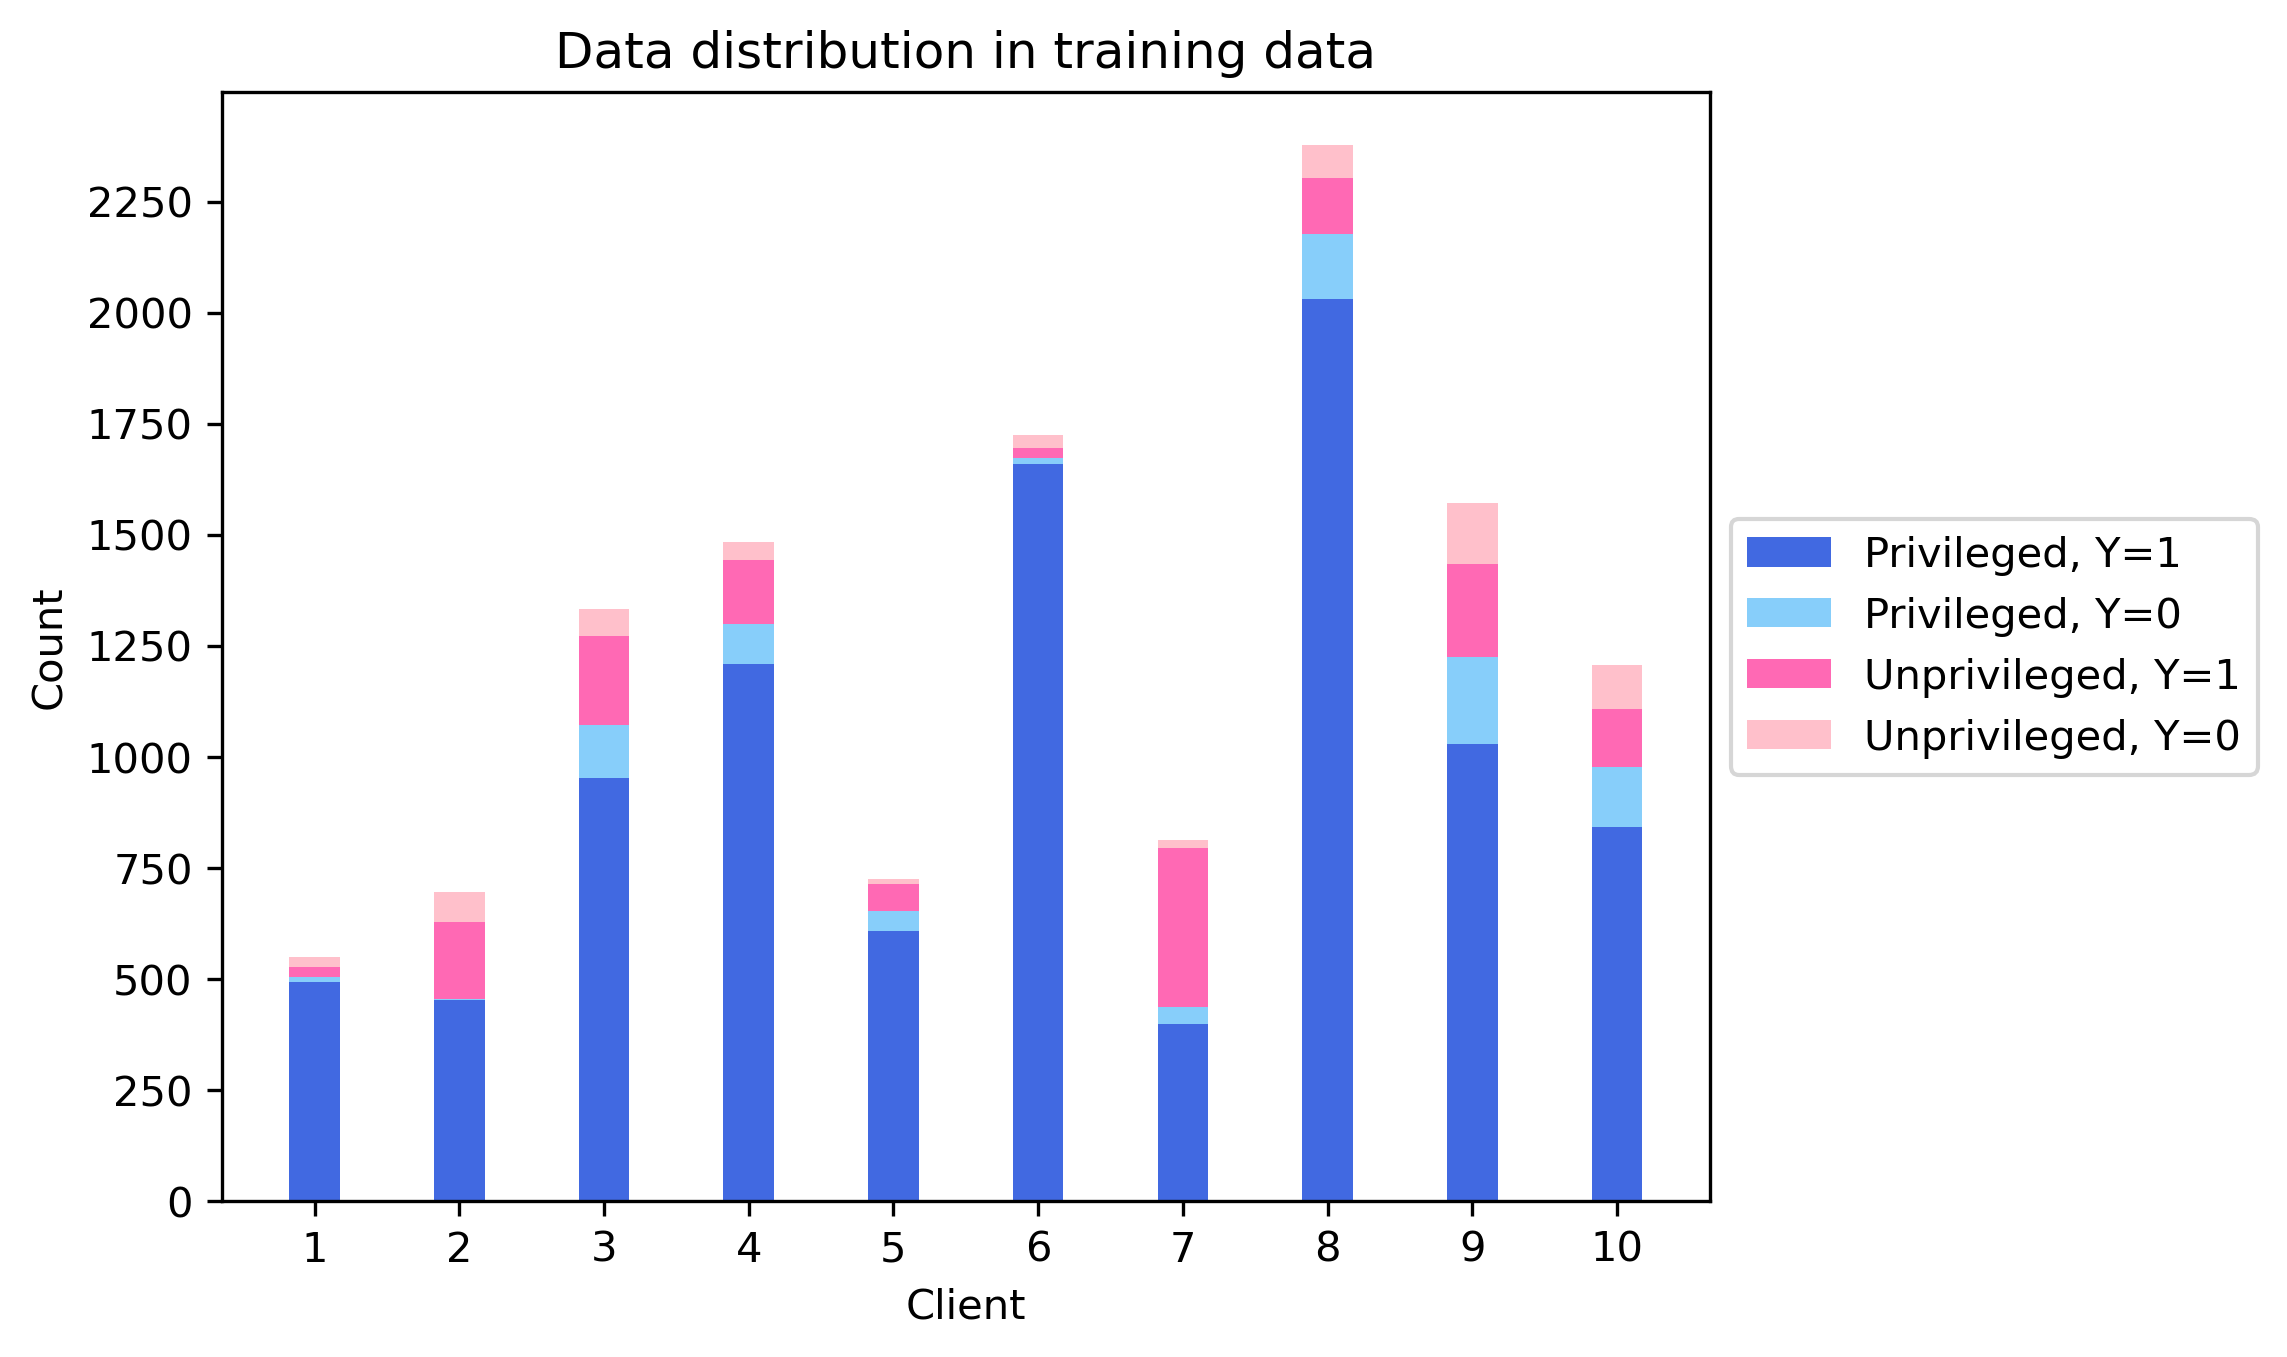 Data distribution in training data
Count
2250
2000
1750
1500
1250
1000
750
500
250
0
1 2 3 4 5 6 7 8 9 10
Client
Privileged, Y=1
Privileged, Y=0
Unprivileged, Y=1
Unprivileged, Y=0